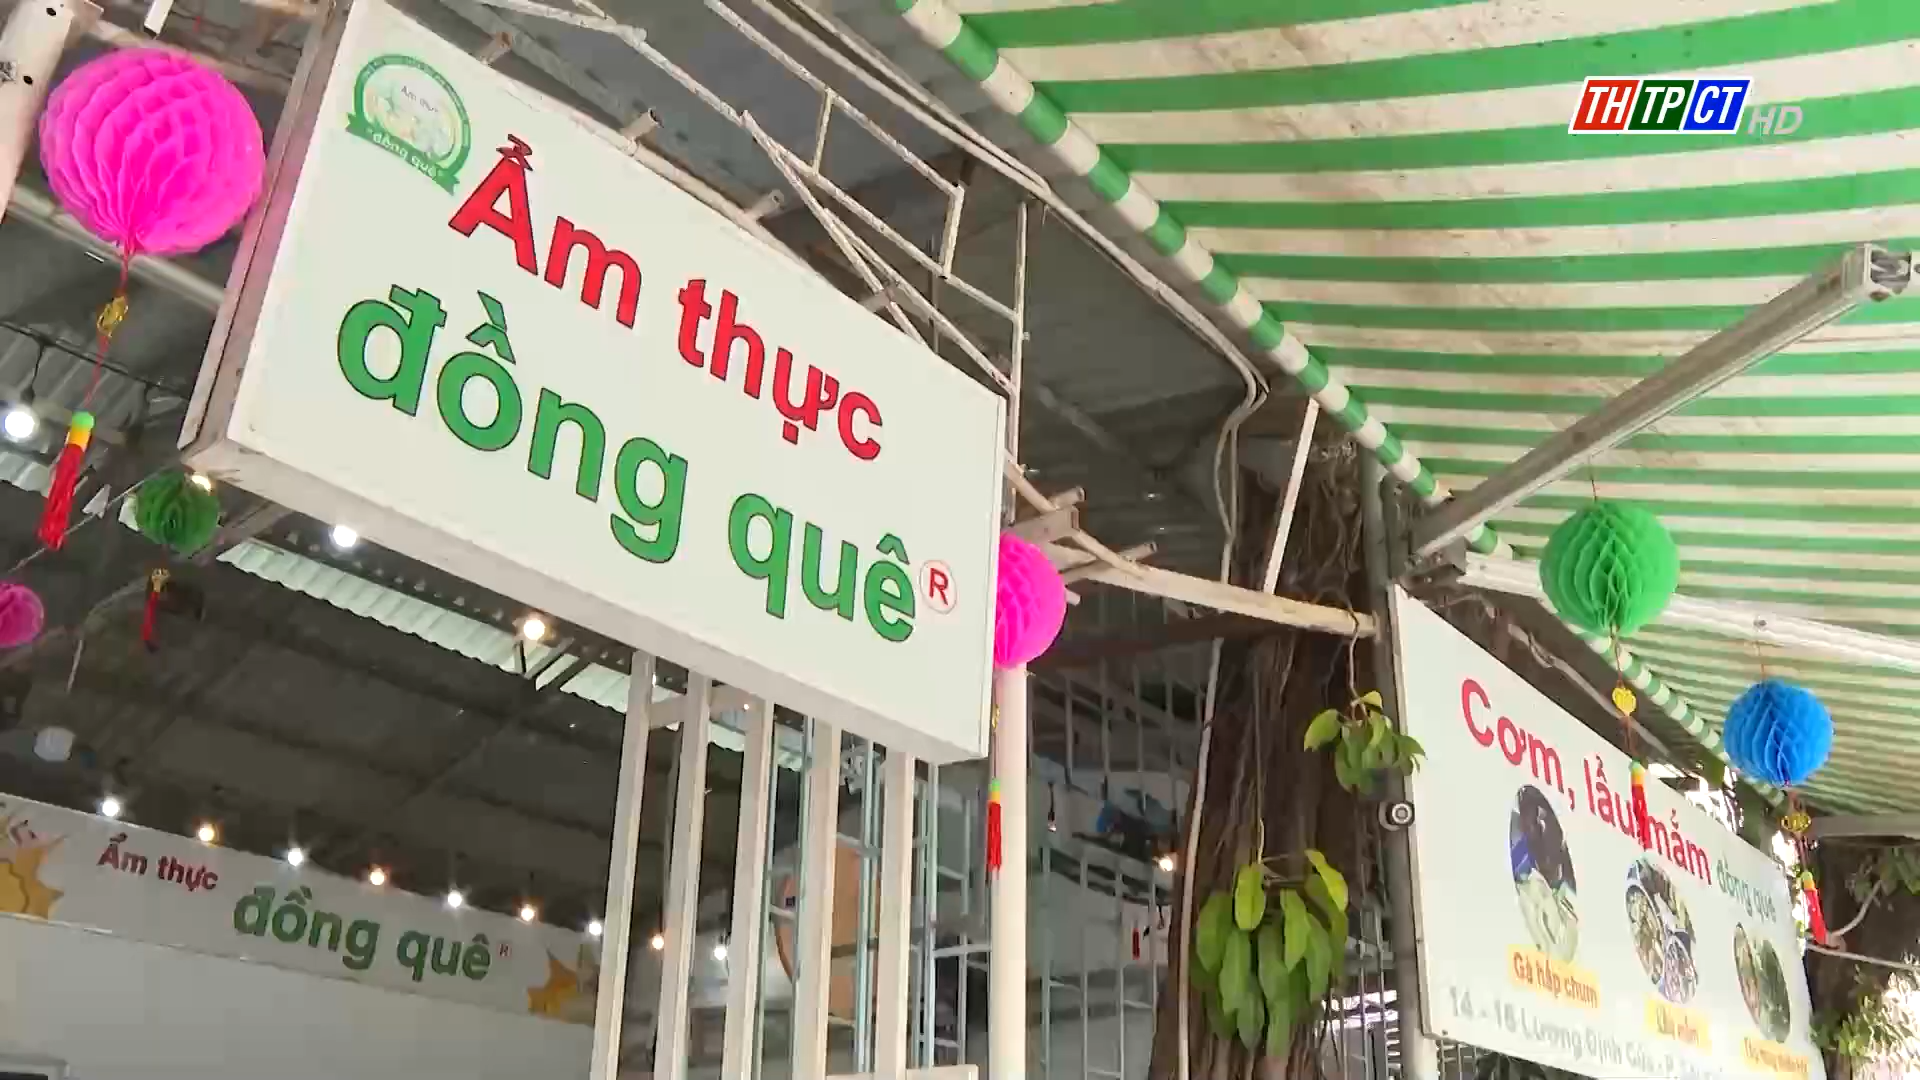 THTPCT HD
Ẩm thực
"đồng quê"
Ẩm thực
đồng quê ®
Ẩm thực
đồng quê ®
Cơm, lẩu mắm đồng quê
Gà hấp chum
Lẩu mắm
14 - 16 Lương Định Của - P.